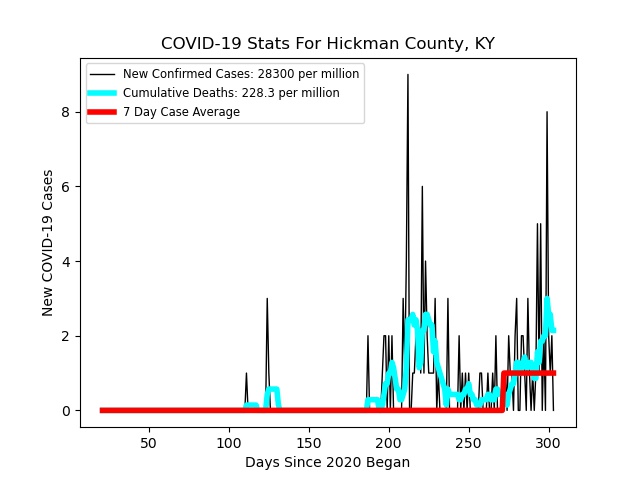 COVID-19 Stats For Hickman County, KY
New Confirmed Cases: 28300 per million
Cumulative Deaths: 228.3 per million
7 Day Case Average
New COVID-19 Cases
8
6
4
2
0
50 100 150 200 250 300
Days Since 2020 Began